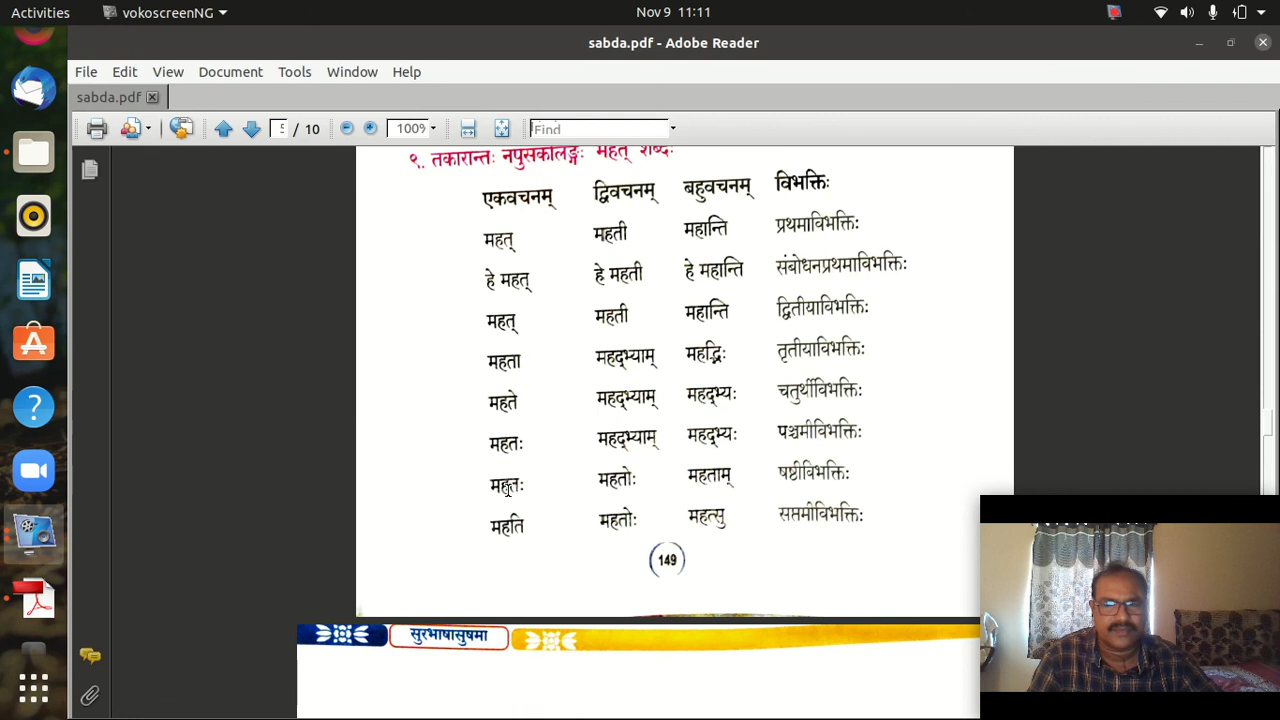 Activities vokoscreenNG Nov 9 11:11
sabda.pdf - Adobe Reader
File Edit View Document Tools Window Help
sabda.pdf
5 / 10 100% Find
९. तकारान्तः नपुंसकलिङ्गः महत् शब्दः
एकवचनम् द्विवचनम् बहुवचनम् विभक्तिः
महत् महती महान्ति प्रथमाविभक्तिः
हे महत् हे महती हे महान्ति संबोधनप्रथमाविभक्तिः
महत् महती महान्ति द्वितीयाविभक्तिः
महता महद्भ्याम् महद्भिः तृतीयाविभक्तिः
महते महद्भ्याम् महद्भ्यः चतुर्थीविभक्तिः
महतः महद्भ्याम् महद्भ्यः पञ्चमीविभक्तिः
महतः महतोः महताम् षष्ठीविभक्तिः
महति महतोः महत्सु सप्तमीविभक्तिः
149
सुरभाषासुषमा